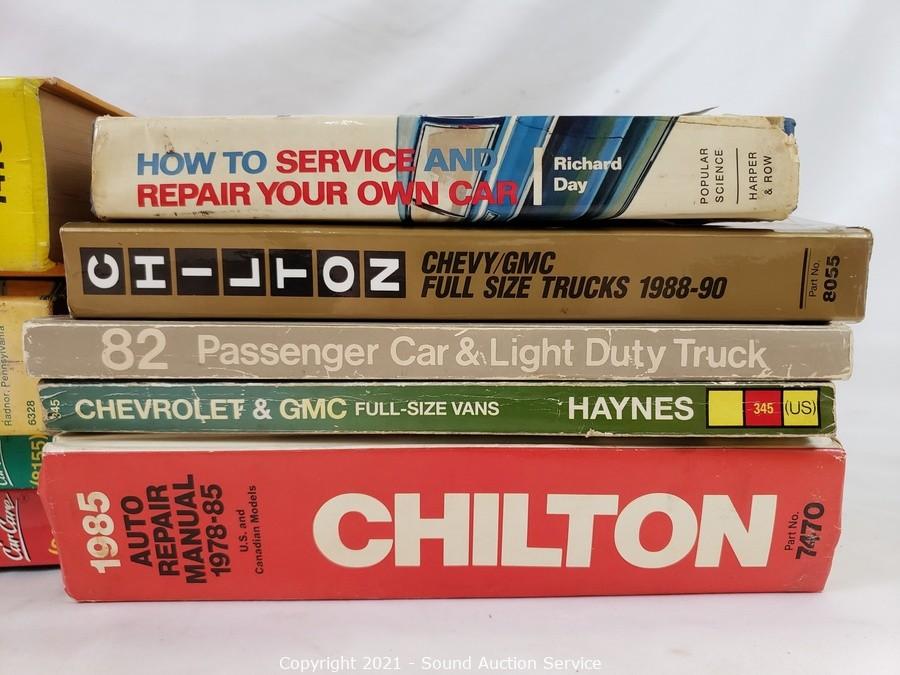 HOW TO SERVICE AND
REPAIR YOUR OWN CAR
Richard
Day
POPULAR
SCIENCE
HARPER
& ROW
CHILTON
CHEVY/GMC
FULL SIZE TRUCKS 1988-90
Part No.
8055
82 Passenger Car & Light Duty Truck
345
CHEVROLET & GMC FULL-SIZE VANS
HAYNES
345
(US)
1985
AUTO
REPAIR
MANUAL
1978-85
U.S. and
Canadian Models
CHILTON
Part No.
7470
Radnor, Pennsylvania
6328
(8155)
Car Care
Copyright 2021 - Sound Auction Service